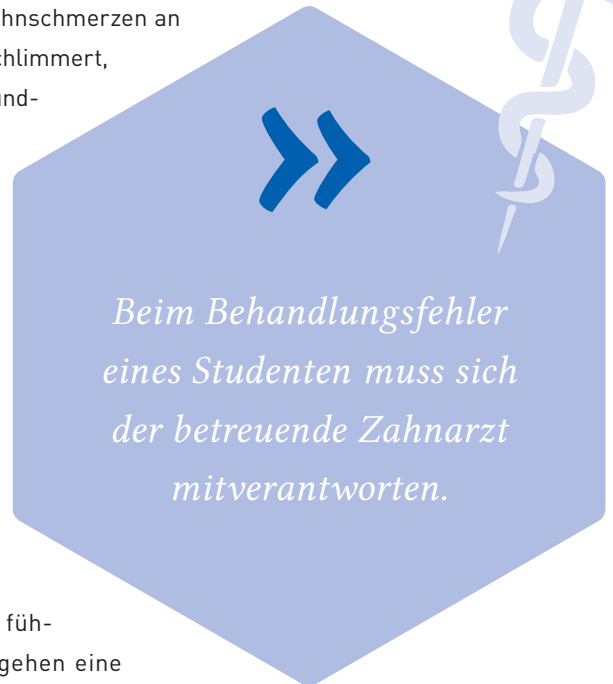 hnschmerzen an
chlimmert,
und-
»
Beim Behandlungsfehler
eines Studenten muss sich
der betreuende Zahnarzt
mitverantworten.
füh-
gehen eine